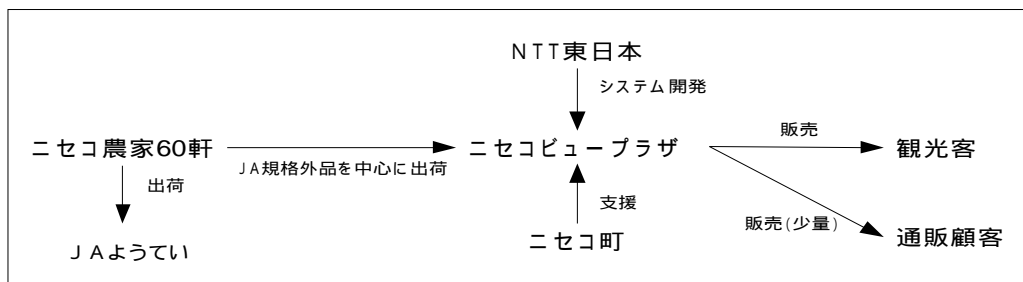 NTT東日本
システム開発
ニセコ農家60軒
JA規格外品を中心に出荷
ニセコビュープラザ
販売
観光客
出荷
支援
販売(少量)
JAようてい
ニセコ町
通販顧客